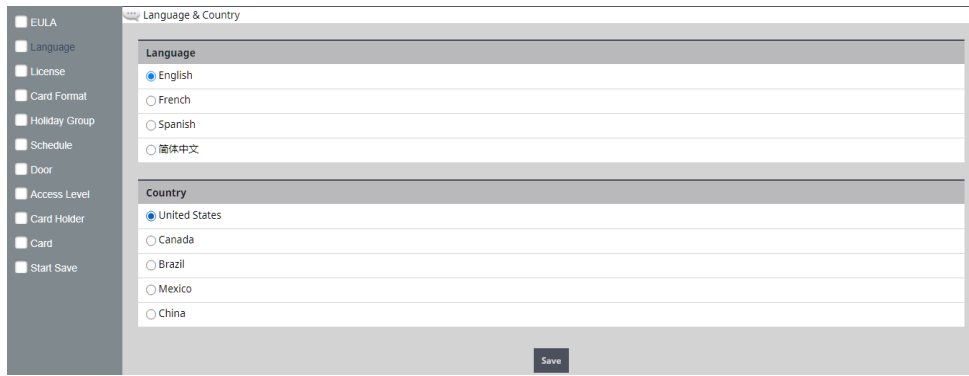 EULA
Language
License
Card Format
Holiday Group
Schedule
Door
Access Level
Card Holder
Card
Start Save
Language & Country
Language
English
French
Spanish
简体中文
Country
United States
Canada
Brazil
Mexico
China
Save